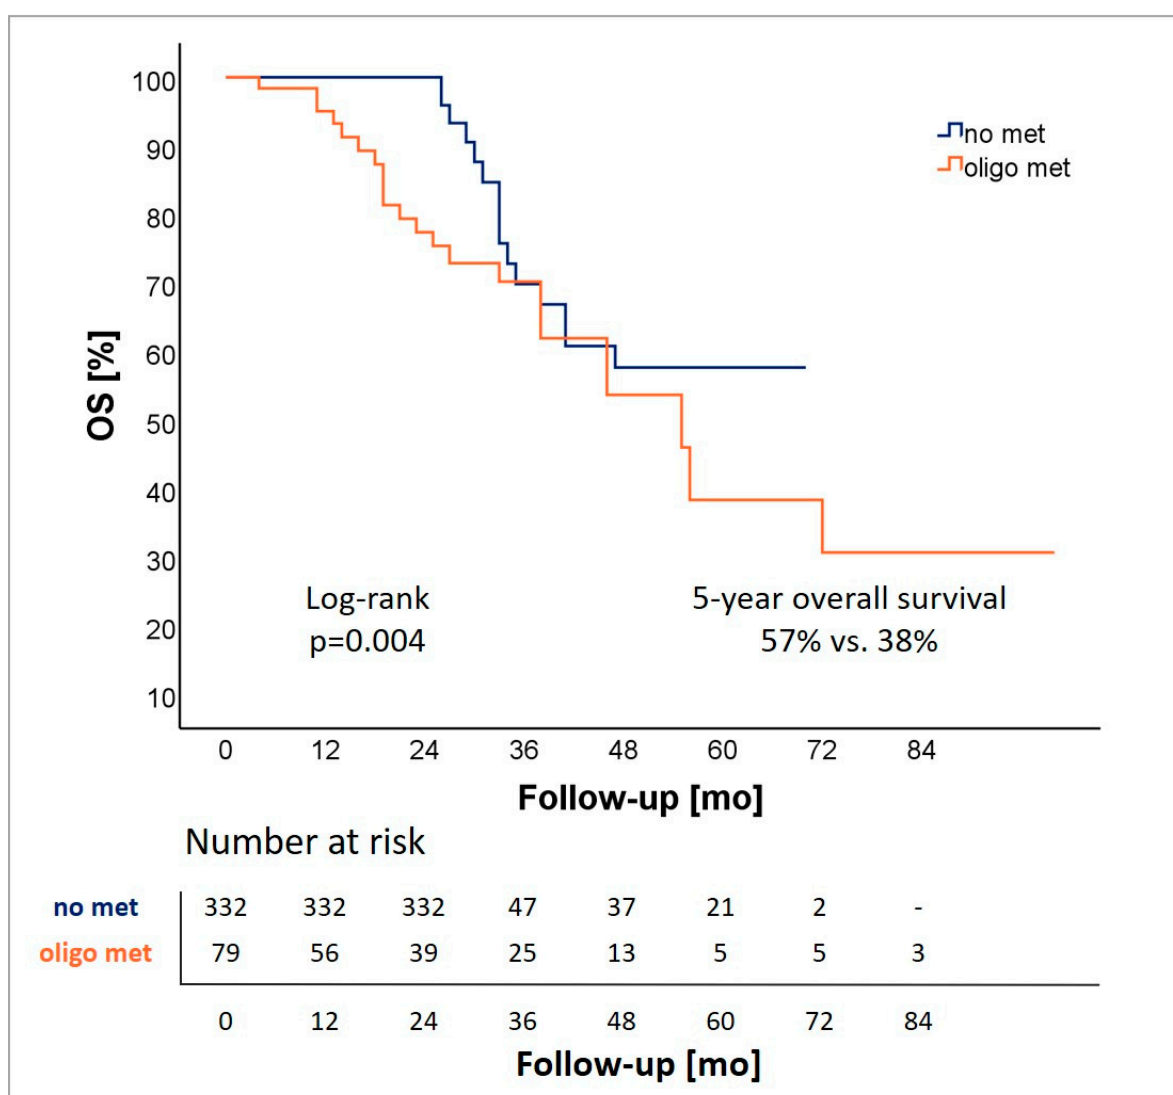 100
90
80
70
60
50
40
30
20
10
OS [%]
no met
oligo met
Log-rank
p=0.004
5-year overall survival
57% vs. 38%
0 12 24 36 48 60 72 84
Follow-up [mo]
Number at risk
no met 332 332 332 47 37 21 2 -
oligo met 79 56 39 25 13 5 5 3
0 12 24 36 48 60 72 84
Follow-up [mo]